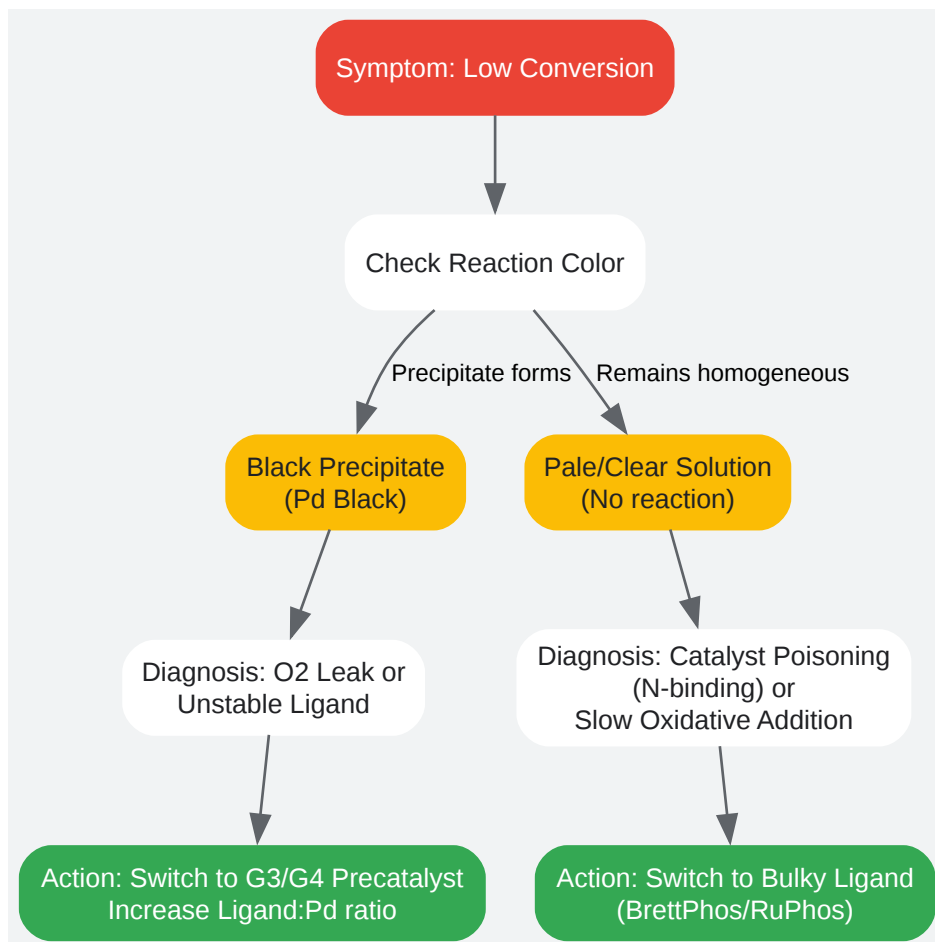 Symptom: Low Conversion
Check Reaction Color
Precipitate forms
Remains homogeneous
Black Precipitate
(Pd Black)
Pale/Clear Solution
(No reaction)
Diagnosis: O2 Leak or
Unstable Ligand
Diagnosis: Catalyst Poisoning
(N-binding) or
Slow Oxidative Addition
Action: Switch to G3/G4 Precatalyst
Increase Ligand:Pd ratio
Action: Switch to Bulky Ligand
(BrettPhos/RuPhos)